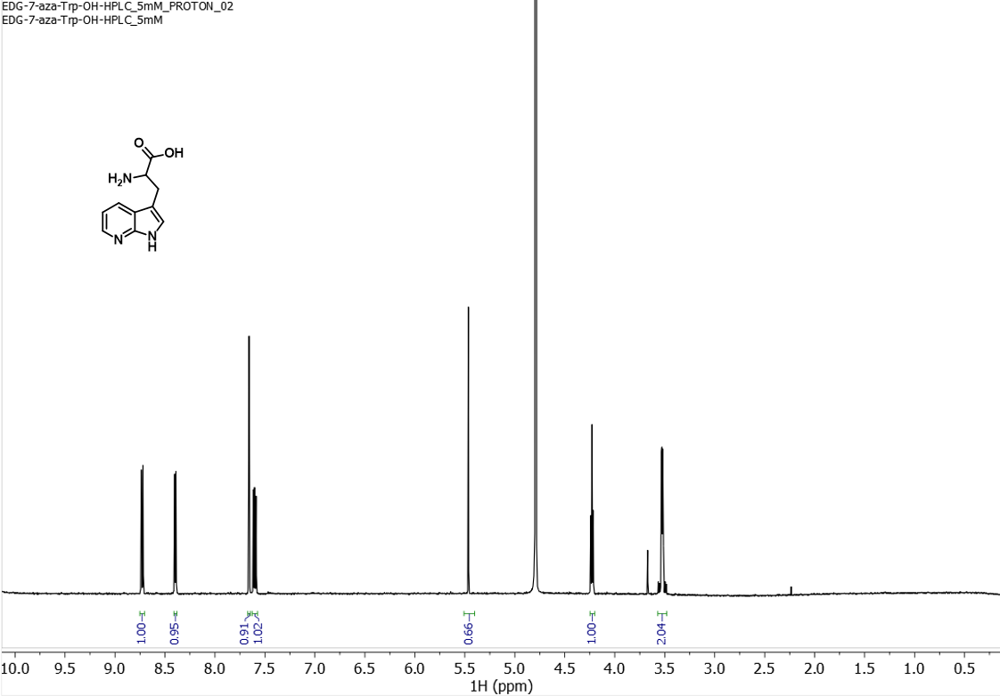 EDG-7-aza-Trp-OH-HPLC_5mM_PROTON_02
EDG-7-aza-Trp-OH-HPLC_5mM
O
OH
H2N
N
N
H
1.00
0.95
0.91
1.02
0.66
1.00
2.04
10.0 9.5 9.0 8.5 8.0 7.5 7.0 6.5 6.0 5.5 5.0 4.5 4.0 3.5 3.0 2.5 2.0 1.5 1.0 0.5
1H (ppm)